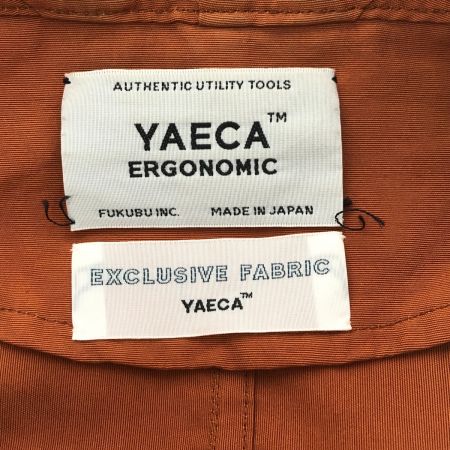 AUTHENTIC UTILITY TOOLS
YAECA™
ERGONOMIC
FUKUBU INC. MADE IN JAPAN
EXCLUSIVE FABRIC
YAECA™